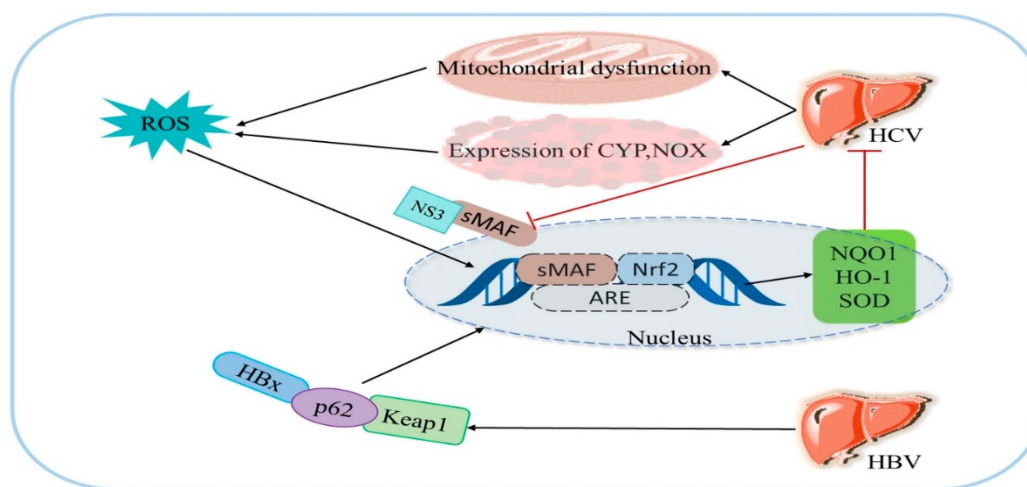 Mitochondrial dysfunction
ROS
HCV
Expression of CYP,NOX
NS3
sMAF
sMAF
Nrf2
ARE
NQO1
HO-1
SOD
Nucleus
HBx
p62
Keap1
HBV